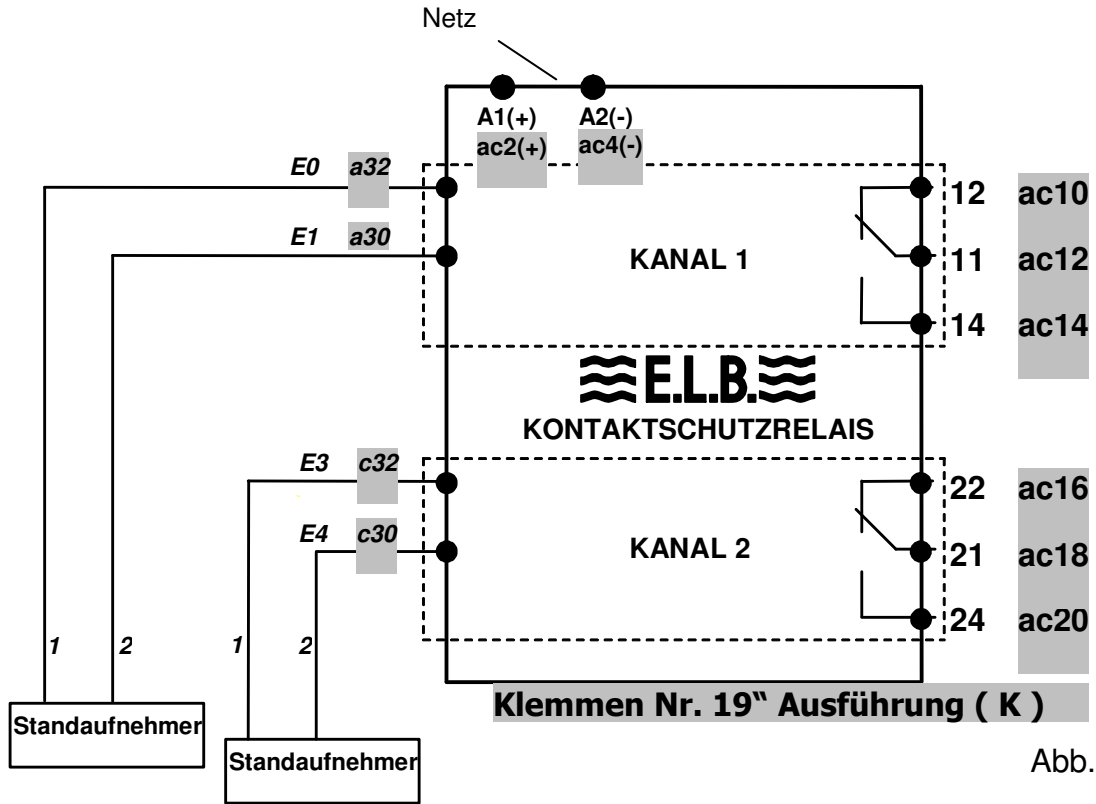 Netz
A1(+) A2(-)
ac2(+) ac4(-)
E0 a32
E1 a30
KANAL 1
12 ac10
11 ac12
14 ac14
E.L.B.
KONTAKTSCHUTZRELAIS
E3 c32
E4 c30
KANAL 2
22 ac16
21 ac18
24 ac20
1 2 1 2
Klemmen Nr. 19“ Ausführung ( K )
Standaufnehmer
Standaufnehmer
Abb.